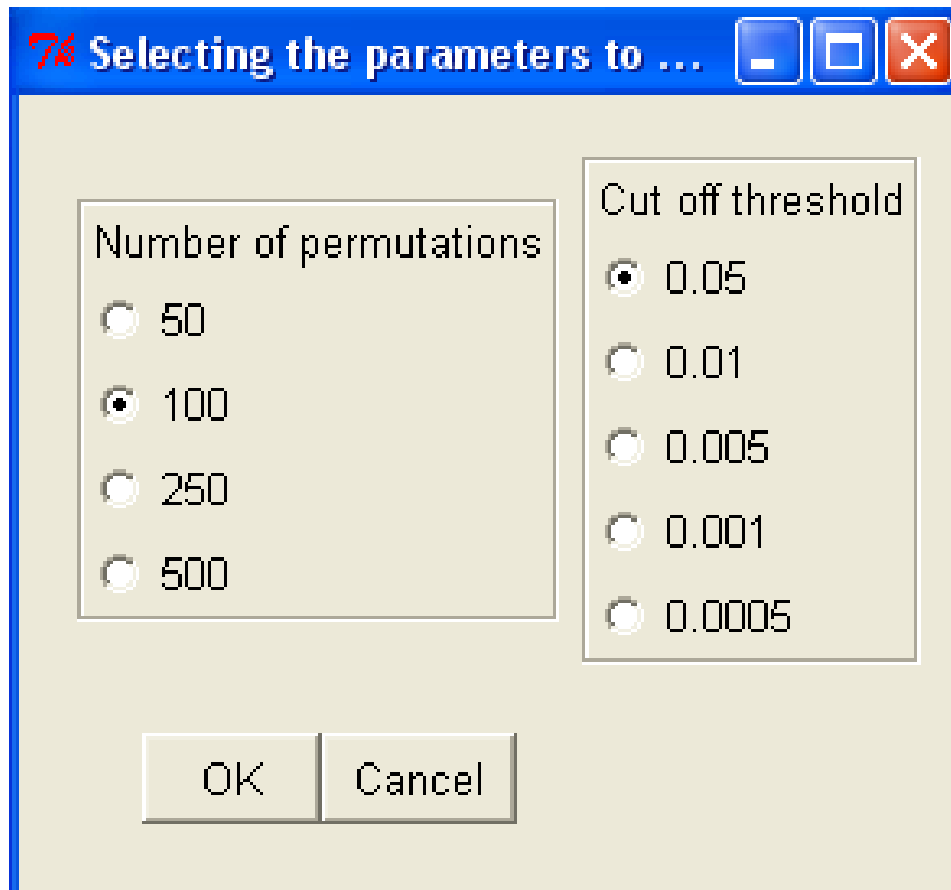 Selecting the parameters to ...
Number of permutations
50
100
250
500
Cut off threshold
0.05
0.01
0.005
0.001
0.0005
OK
Cancel